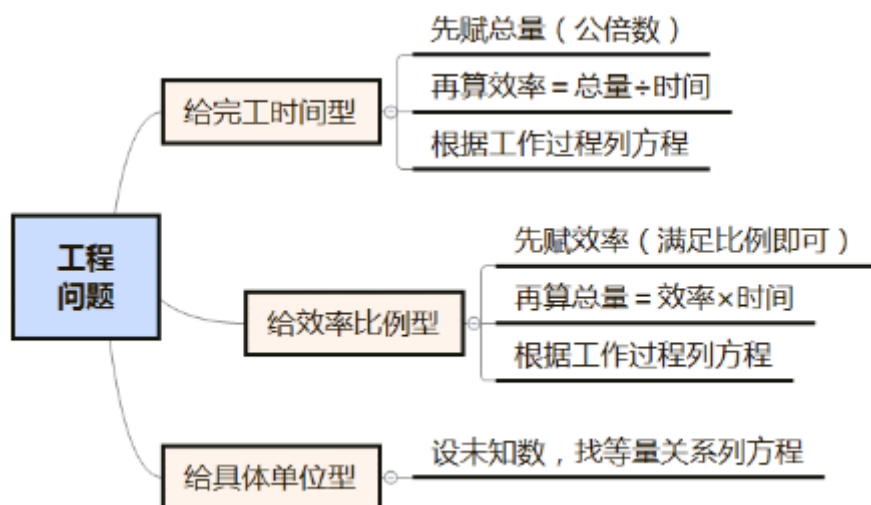 先赋总量（公倍数）
给完工时间型
再算效率=总量÷时间
根据工作过程列方程
工程
问题
先赋效率（满足比例即可）
给效率比例型
再算总量=效率×时间
根据工作过程列方程
给具体单位型
设未知数，找等量关系列方程